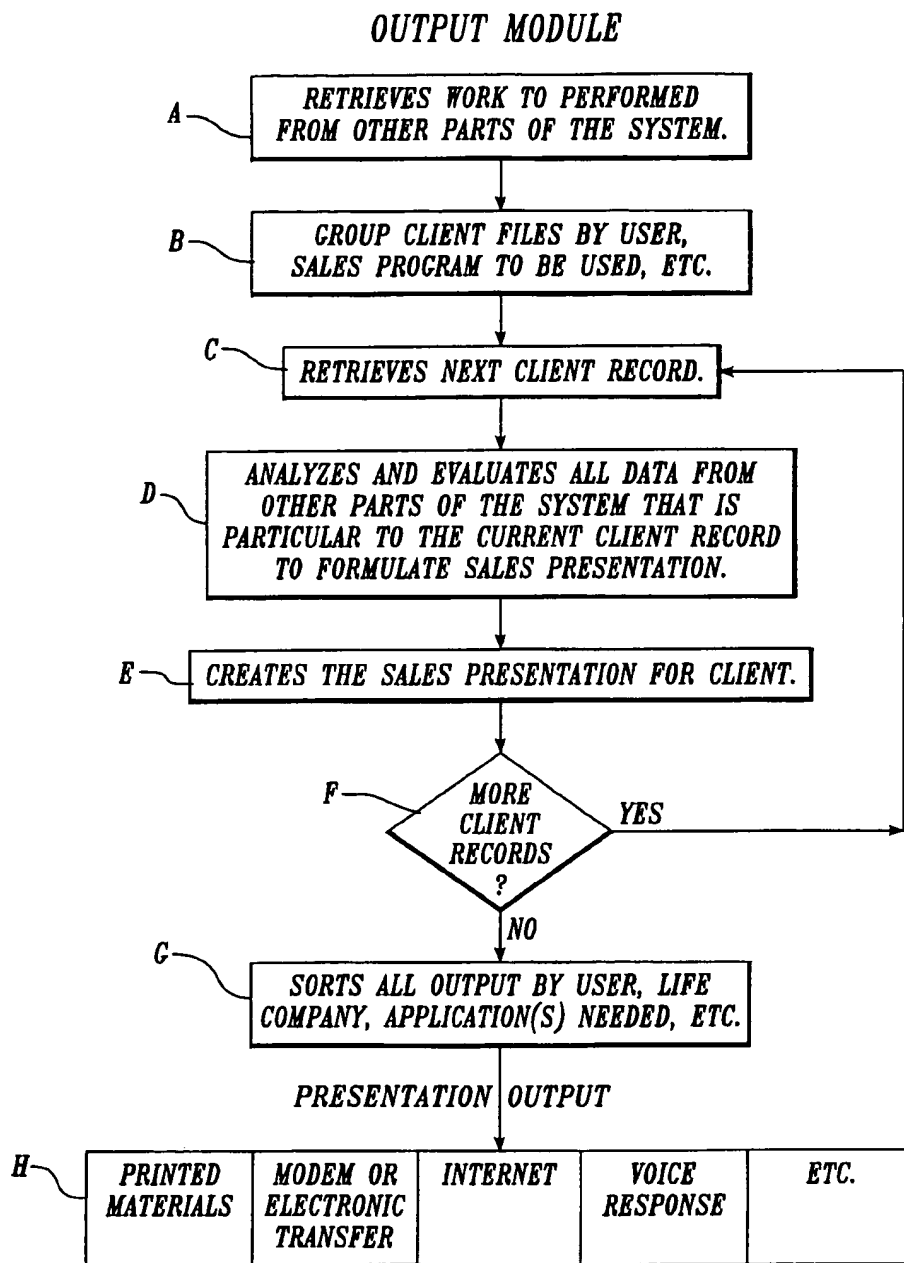 OUTPUT MODULE
A
RETRIEVES WORK TO PERFORMED
FROM OTHER PARTS OF THE SYSTEM.
B
GROUP CLIENT FILES BY USER,
SALES PROGRAM TO BE USED, ETC.
C
RETRIEVES NEXT CLIENT RECORD.
D
ANALYZES AND EVALUATES ALL DATA FROM
OTHER PARTS OF THE SYSTEM THAT IS
PARTICULAR TO THE CURRENT CLIENT RECORD
TO FORMULATE SALES PRESENTATION.
E
CREATES THE SALES PRESENTATION FOR CLIENT.
F
MORE
CLIENT
RECORDS
?
YES
NO
G
SORTS ALL OUTPUT BY USER, LIFE
COMPANY, APPLICATION(S) NEEDED, ETC.
PRESENTATION OUTPUT
H
PRINTED
MATERIALS
MODEM OR
ELECTRONIC
TRANSFER
INTERNET
VOICE
RESPONSE
ETC.